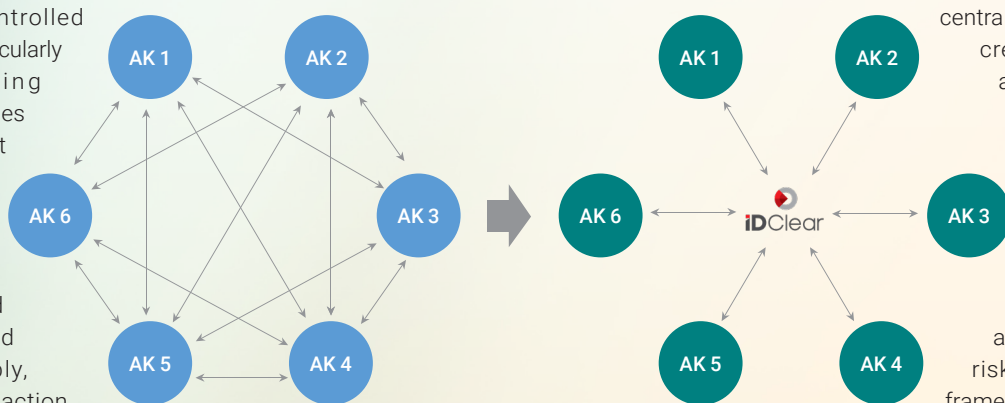 ntrolled
cularly
ing
es
t
d
d
ply,
action
AK 1
AK 2
AK 6
AK 3
AK 5
AK 4
AK 1
AK 2
AK 6
iDClear
AK 3
AK 5
AK 4
centra
cre
a
a
risk
frame